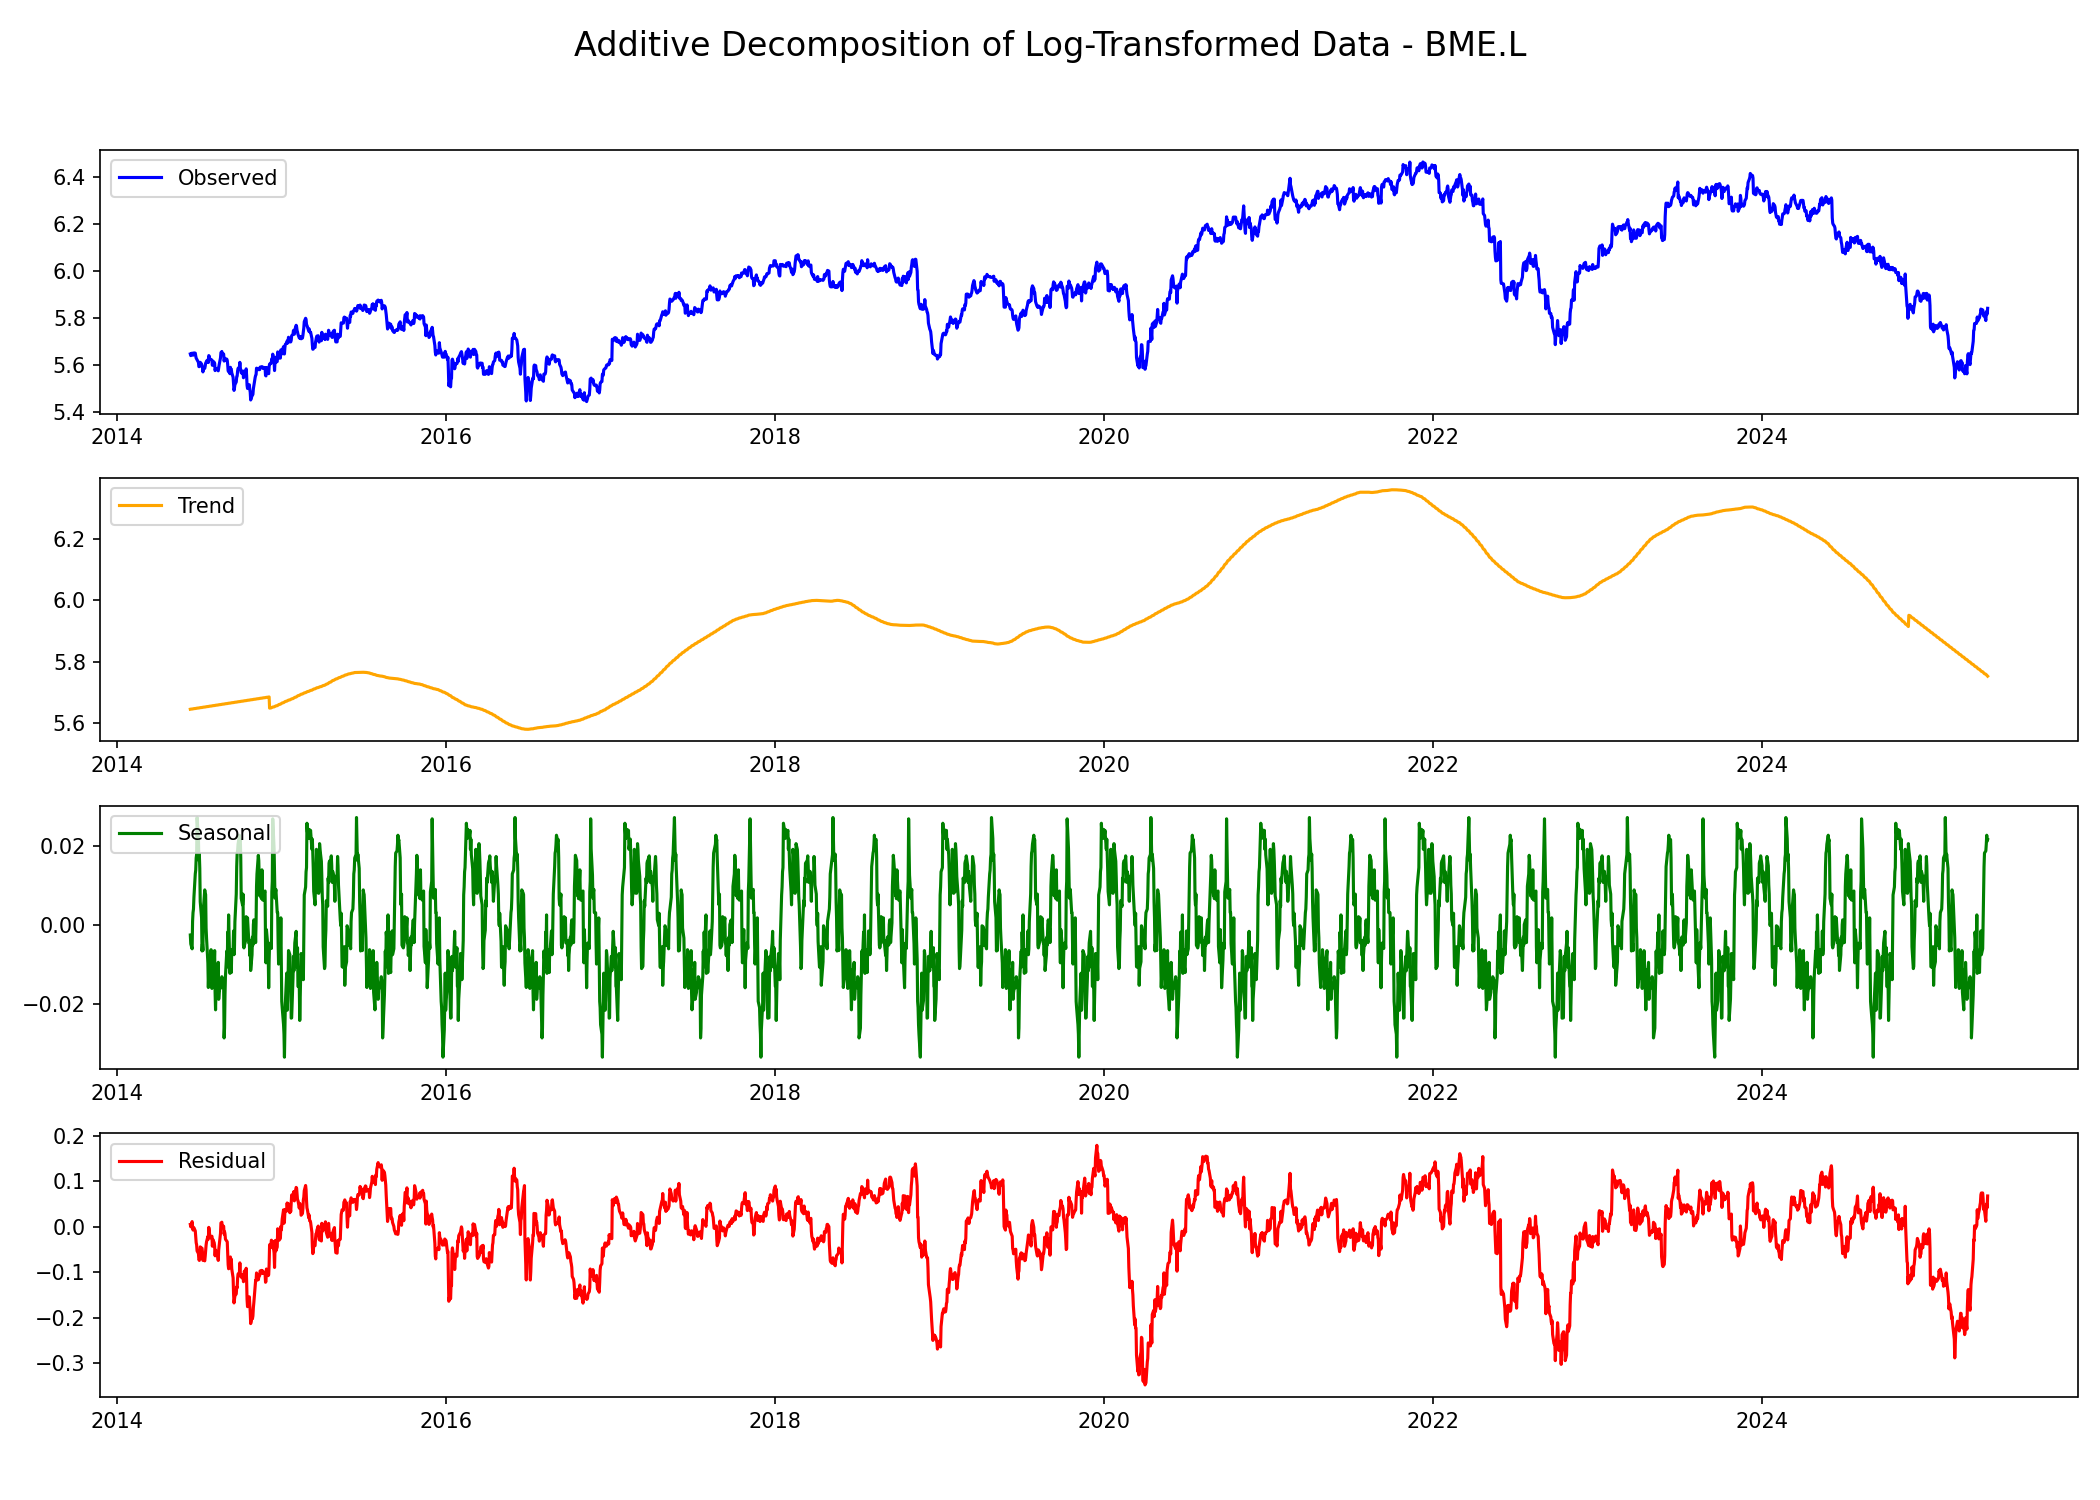 Additive Decomposition of Log-Transformed Data - BME.L
Observed
6.4
6.2
6.0
5.8
5.6
5.4
2014 2016 2018 2020 2022 2024
Trend
6.2
6.0
5.8
5.6
2014 2016 2018 2020 2022 2024
Seasonal
0.02
0.00
−0.02
2014 2016 2018 2020 2022 2024
Residual
0.2
0.1
0.0
−0.1
−0.2
−0.3
2014 2016 2018 2020 2022 2024